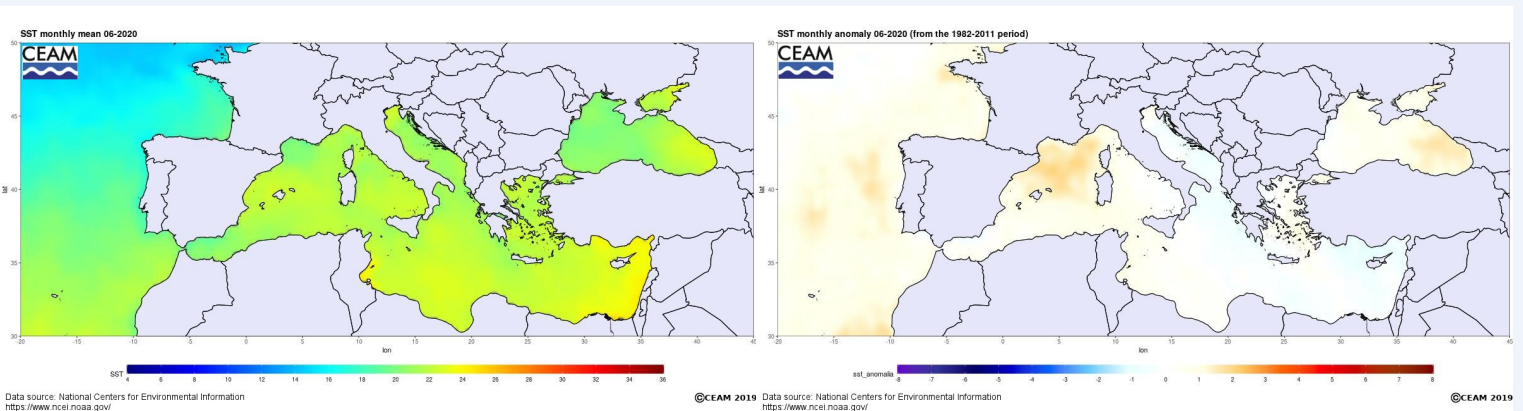 SST monthly mean 06-2020
CEAM
50
45
40
35
30
lat
-20 -15 -10 -5 0 5 10 15 20 25 30 35 40 45
lon
SST
4 6 8 10 12 14 16 18 20 22 24 26 28 30 32 34 36
Data source: National Centers for Environmental Information
https://www.ncei.noaa.gov/
©CEAM 2019
SST monthly anomaly 06-2020 (from the 1982-2011 period)
CEAM
50
45
40
35
30
lat
-20 -15 -10 -5 0 5 10 15 20 25 30 35 40 45
lon
sst_anomalia
-8 -7 -6 -5 -4 -3 -2 -1 0 1 2 3 4 5 6 7 8
Data source: National Centers for Environmental Information
https://www.ncei.noaa.gov/
©CEAM 2019